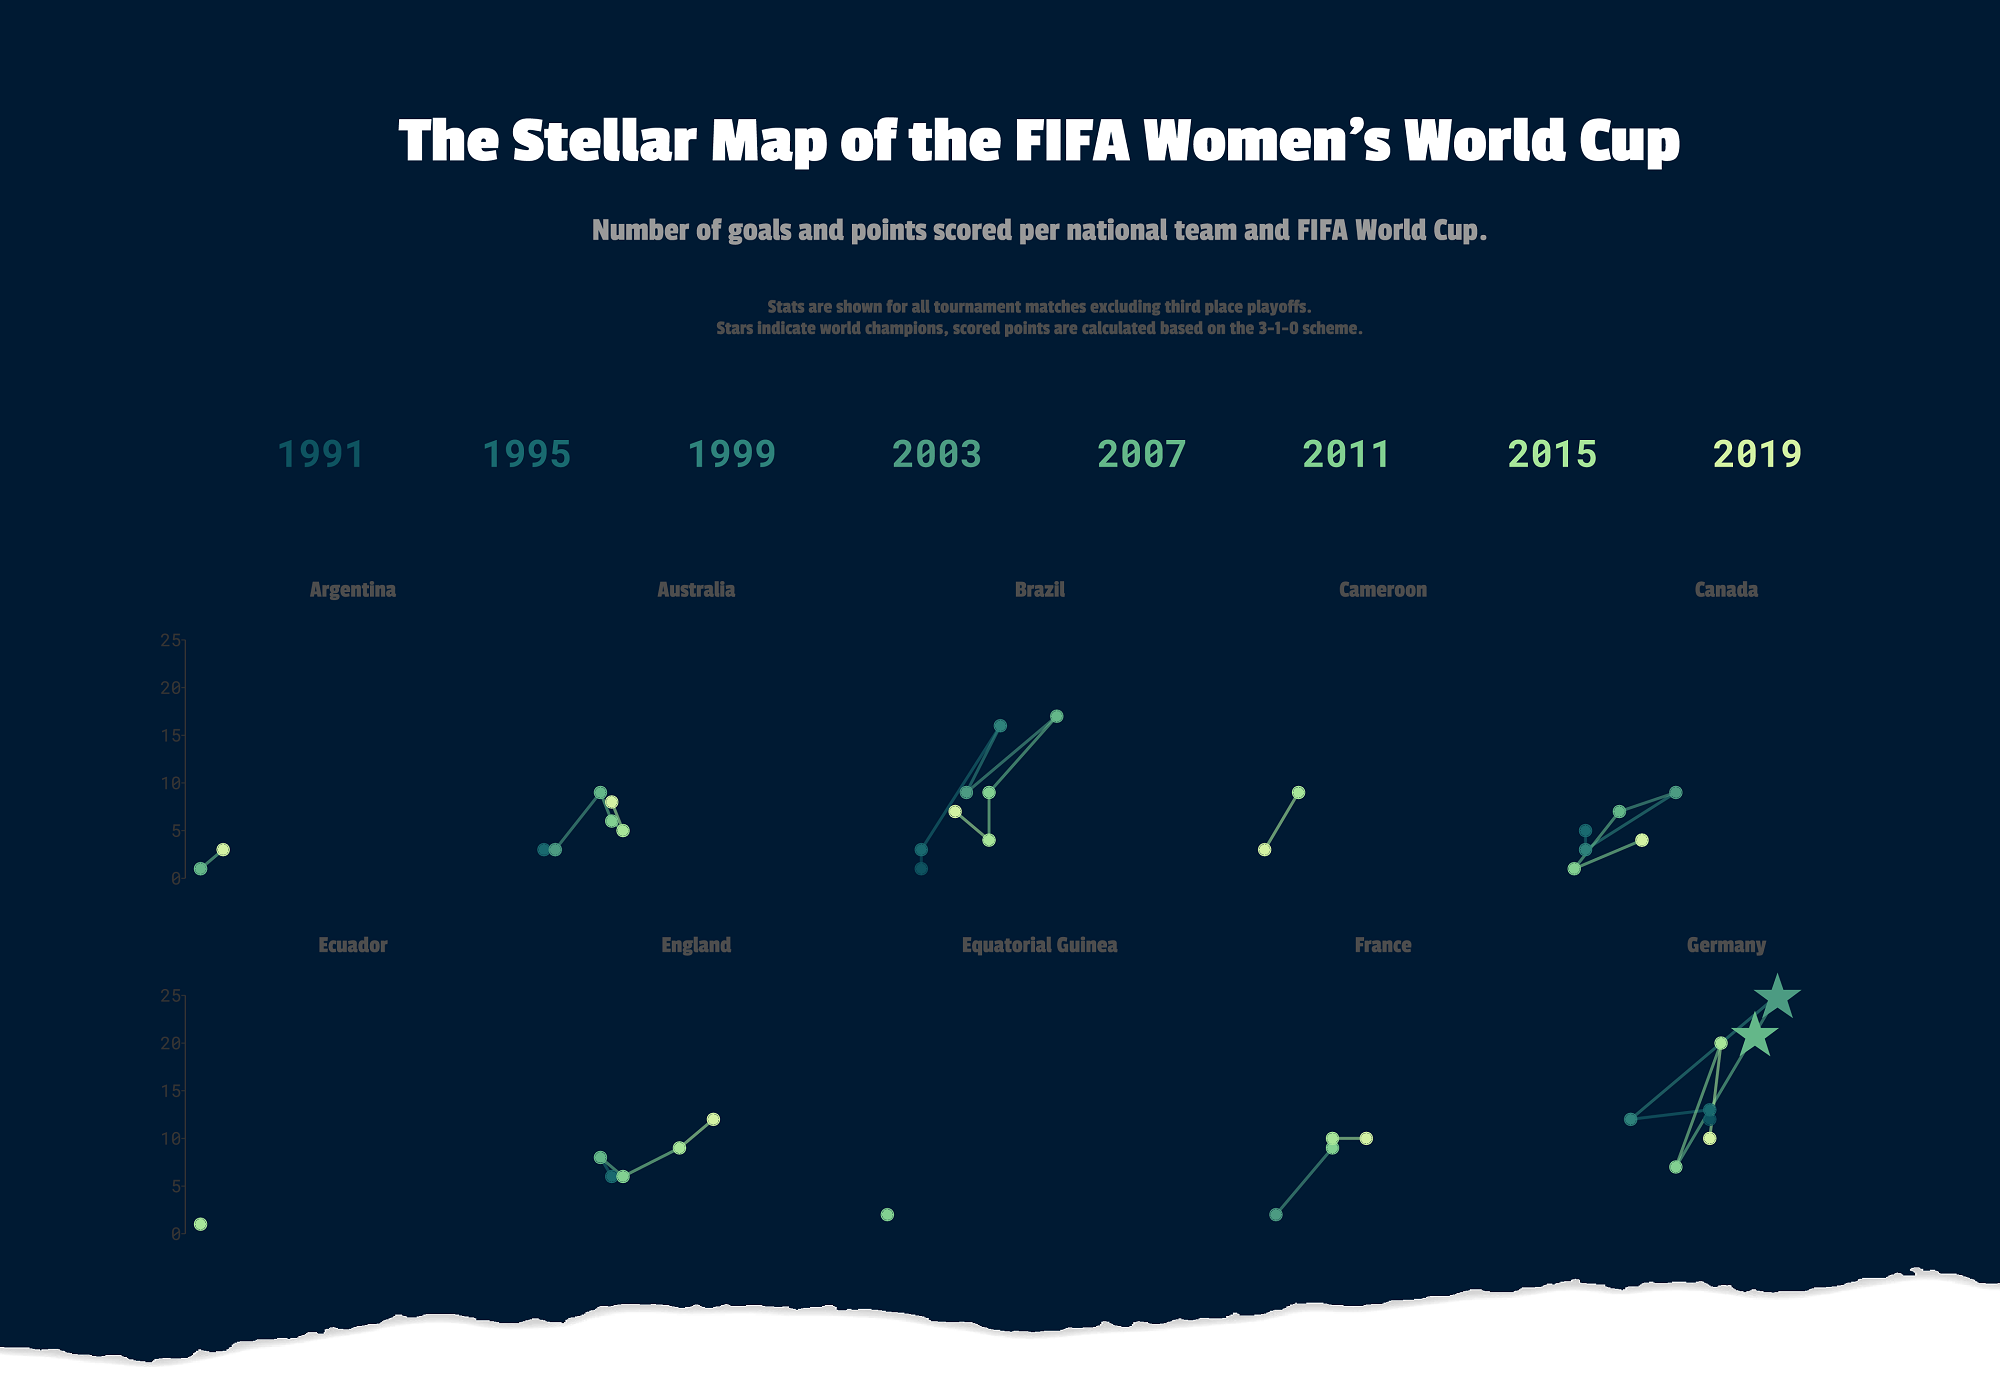 The Stellar Map of the FIFA Women’s World Cup
Number of goals and points scored per national team and FIFA World Cup.
Stats are shown for all tournament matches excluding third place playoffs.
Stars indicate world champions, scored points are calculated based on the 3-1-0 scheme.
1991 1995 1999 2003 2007 2011 2015 2019
Argentina Australia Brazil Cameroon Canada
25
20
15
10
5
0
Ecuador England Equatorial Guinea France Germany
25
20
15
10
5
0